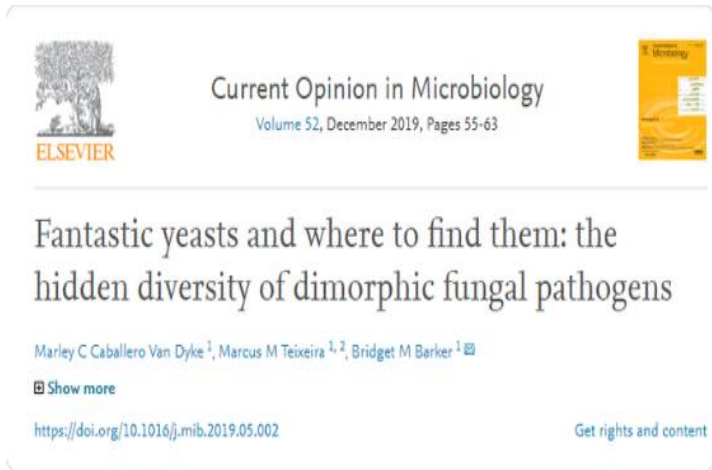 Current Opinion in Microbiology
Volume 52, December 2019, Pages 55-63
ELSEVIER
Fantastic yeasts and where to find them: the
hidden diversity of dimorphic fungal pathogens
Marley C Caballero Van Dyke 1, Marcus M Teixeira 1, 2, Bridget M Barker 1
Show more
https://doi.org/10.1016/j.mib.2019.05.002
Get rights and content